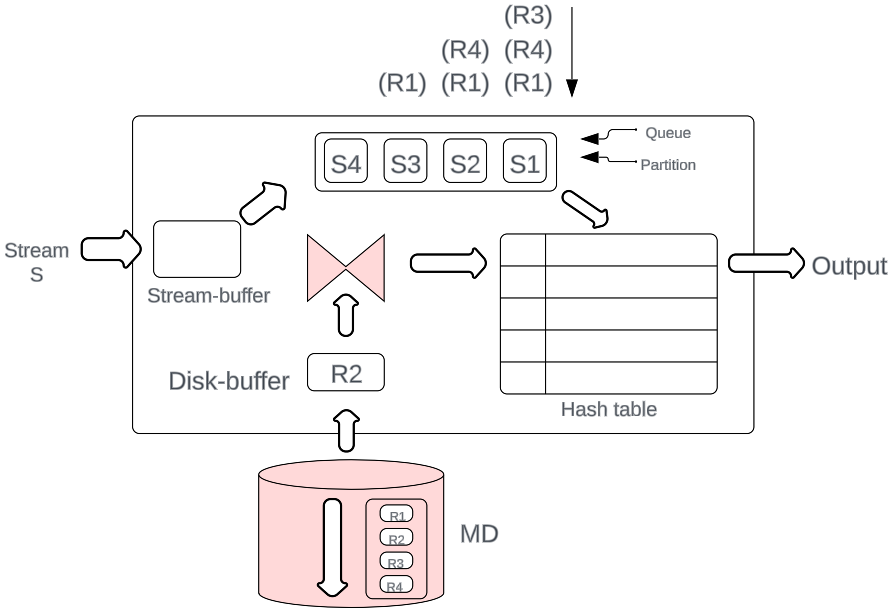 (R3)
(R4) (R4)
(R1) (R1) (R1)
Queue
Partition
S4 S3 S2 S1
Stream
S
Stream-buffer
Output
Disk-buffer
R2
Hash table
MD
R1
R2
R3
R4